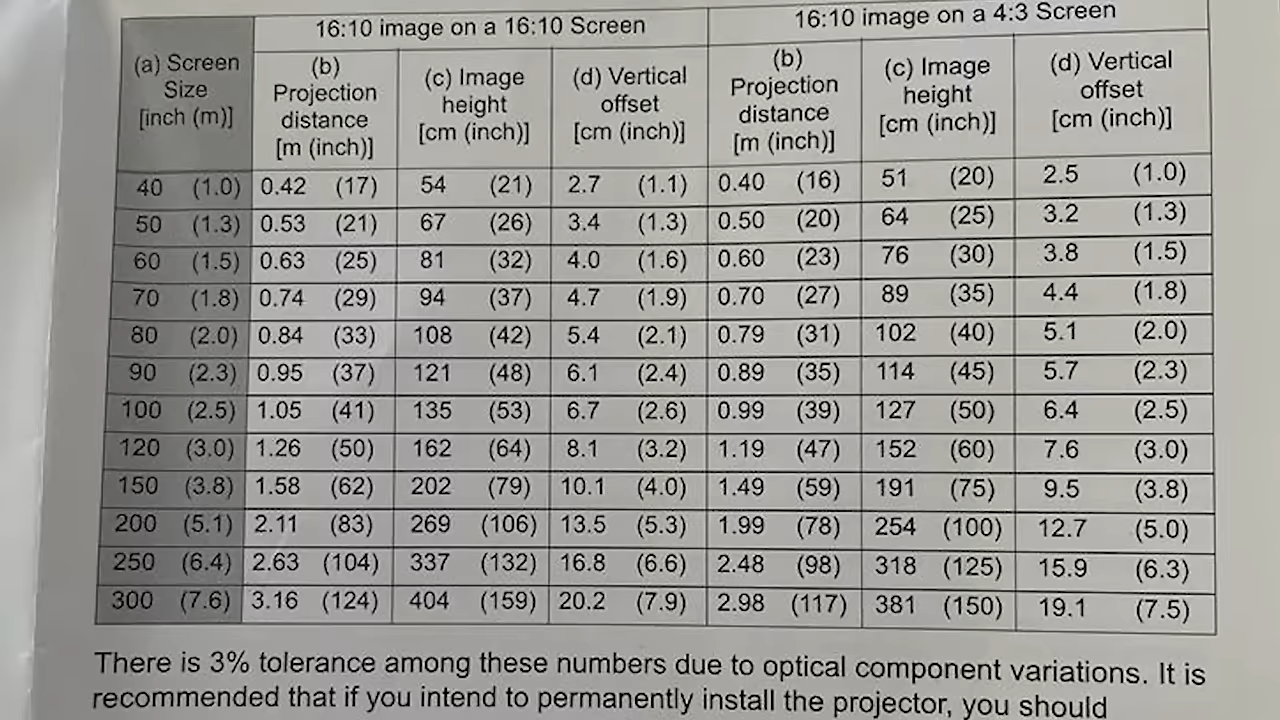 16:10 image on a 16:10 Screen 16:10 image on a 4:3 Screen
(a) Screen Size [inch (m)] (b) Projection distance [m (inch)] (c) Image height [cm (inch)] (d) Vertical offset [cm (inch)] (b) Projection distance [m (inch)] (c) Image height [cm (inch)] (d) Vertical offset [cm (inch)]
40 (1.0) 0.42 (17) 54 (21) 2.7 (1.1) 0.40 (16) 51 (20) 2.5 (1.0)
50 (1.3) 0.53 (21) 67 (26) 3.4 (1.3) 0.50 (20) 64 (25) 3.2 (1.3)
60 (1.5) 0.63 (25) 81 (32) 4.0 (1.6) 0.60 (23) 76 (30) 3.8 (1.5)
70 (1.8) 0.74 (29) 94 (37) 4.7 (1.9) 0.70 (27) 89 (35) 4.4 (1.8)
80 (2.0) 0.84 (33) 108 (42) 5.4 (2.1) 0.79 (31) 102 (40) 5.1 (2.0)
90 (2.3) 0.95 (37) 121 (48) 6.1 (2.4) 0.89 (35) 114 (45) 5.7 (2.3)
100 (2.5) 1.05 (41) 135 (53) 6.7 (2.6) 0.99 (39) 127 (50) 6.4 (2.5)
120 (3.0) 1.26 (50) 162 (64) 8.1 (3.2) 1.19 (47) 152 (60) 7.6 (3.0)
150 (3.8) 1.58 (62) 202 (79) 10.1 (4.0) 1.49 (59) 191 (75) 9.5 (3.8)
200 (5.1) 2.11 (83) 269 (106) 13.5 (5.3) 1.99 (78) 254 (100) 12.7 (5.0)
250 (6.4) 2.63 (104) 337 (132) 16.8 (6.6) 2.48 (98) 318 (125) 15.9 (6.3)
300 (7.6) 3.16 (124) 404 (159) 20.2 (7.9) 2.98 (117) 381 (150) 19.1 (7.5)
There is 3% tolerance among these numbers due to optical component variations. It is
recommended that if you intend to permanently install the projector, you should